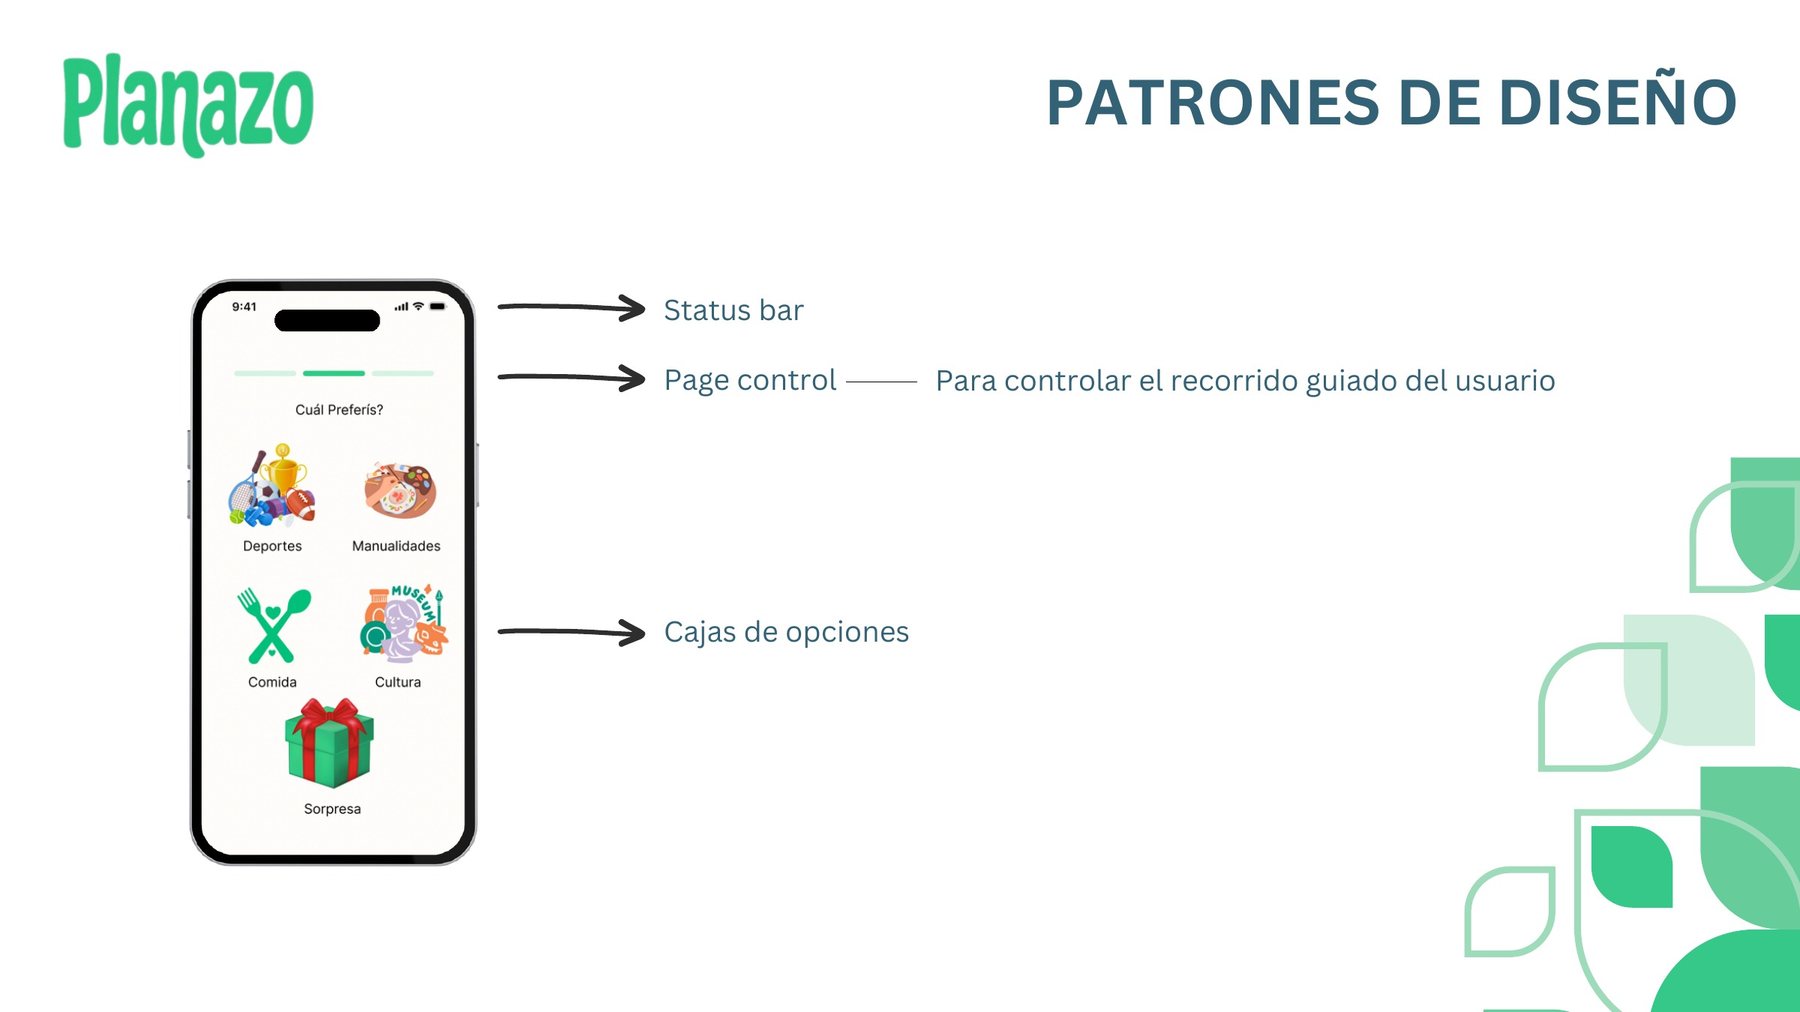 Planazo
PATRONES DE DISEÑO
9:41
Status bar
Page control
Para controlar el recorrido guiado del usuario
Cuál Preferís?
Deportes
Manualidades
MUSEUM
Cajas de opciones
Comida
Cultura
Sorpresa